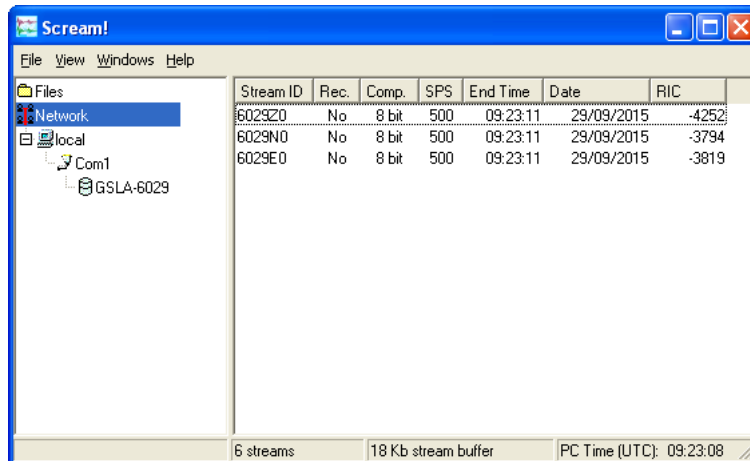 Scream!
File View Windows Help
Files
Network
local
Com1
GSLA-6029
Stream ID Rec. Comp. SPS End Time Date RIC
6029Z0 No 8 bit 500 09:23:11 29/09/2015 -4252
6029N0 No 8 bit 500 09:23:11 29/09/2015 -3794
6029E0 No 8 bit 500 09:23:11 29/09/2015 -3819
6 streams 18 Kb stream buffer PC Time (UTC): 09:23:08